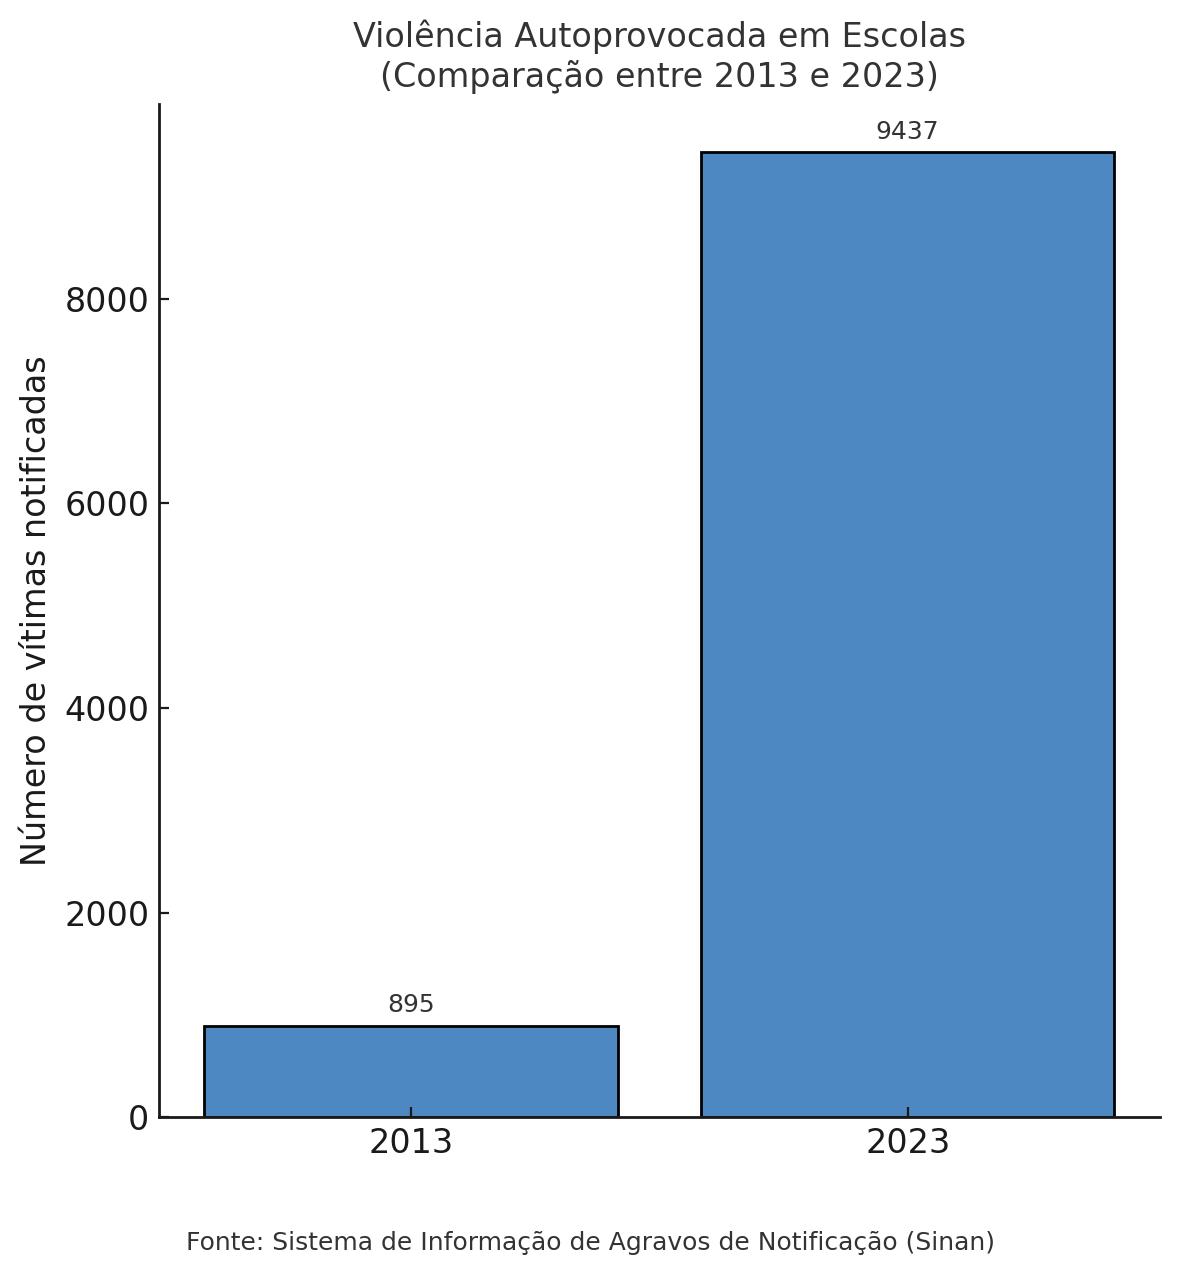 Violência Autoprovocada em Escolas
(Comparação entre 2013 e 2023)
Número de vítimas notificadas
8000
6000
4000
2000
0
895
9437
2013
2023
Fonte: Sistema de Informação de Agravos de Notificação (Sinan)